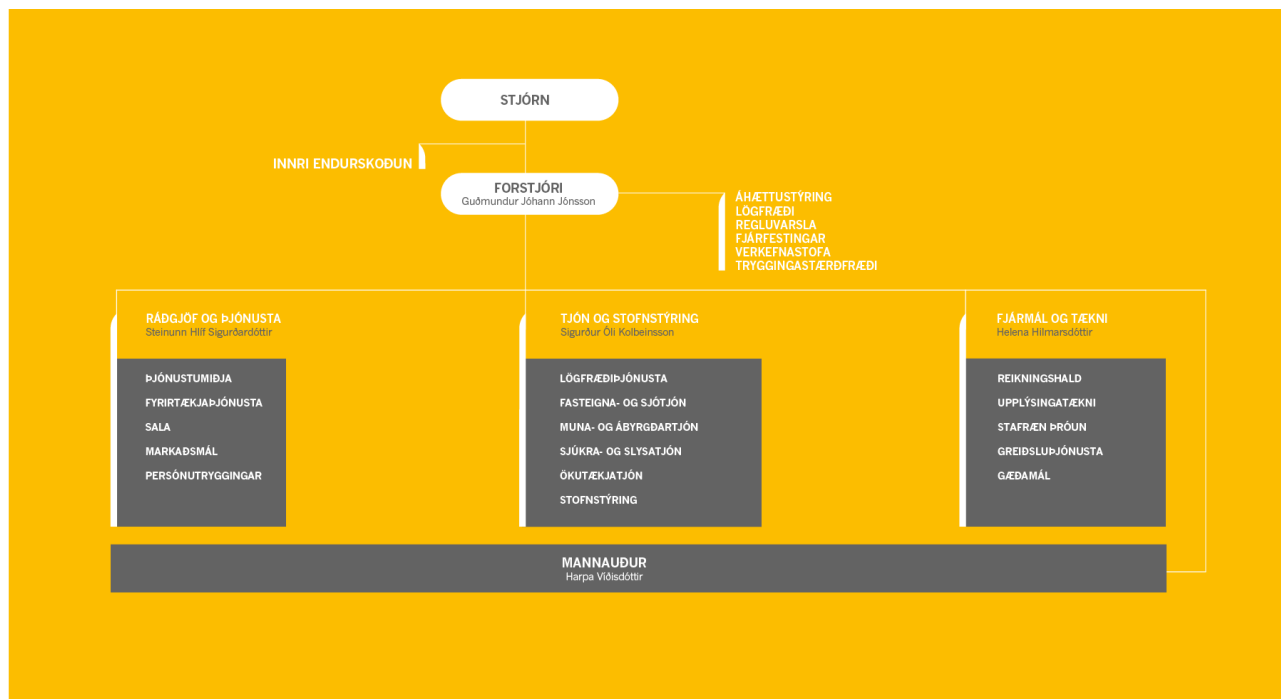 STJÓRN
INNRI ENDURSKOÐUN
FORSTJÓRI
Guðmundur Jóhann Jónsson
ÁHÆTTUSTÝRING
LÖGFRÆÐI
REGLUVARSLA
FJÁRFESTINGAR
VERKEFNASTOFA
TRYGGINGASTÆRÐFRÆÐI
RÁÐGJÖF OG ÞJÓNUSTA
Steinunn Hlíf Sigurðardóttir
ÞJÓNUSTUMIÐJA
FYRIRTÆKJAÞJÓNUSTA
SALA
MARKAÐSMÁL
PERSÓNUTRYGGINGAR
TJÓN OG STOFNSTÝRING
Sigurður Óli Kolbeinsson
LÖGFRÆÐIÞJÓNUSTA
FASTEIGNA- OG SJÓTJÓN
MUNA- OG ÁBYRGÐARTJÓN
SJÚKRA- OG SLYSATJÓN
ÖKUTÆKJATJÓN
STOFNSTÝRING
FJÁRMÁL OG TÆKNI
Helena Hilmarsdóttir
REIKNINGSHALD
UPPLÝSINGATÆKNI
STAFRÆN ÞRÓUN
GREIÐSLUÞJÓNUSTA
GÆÐAMÁL
MANNAUÐUR
Harpa Víðisdóttir